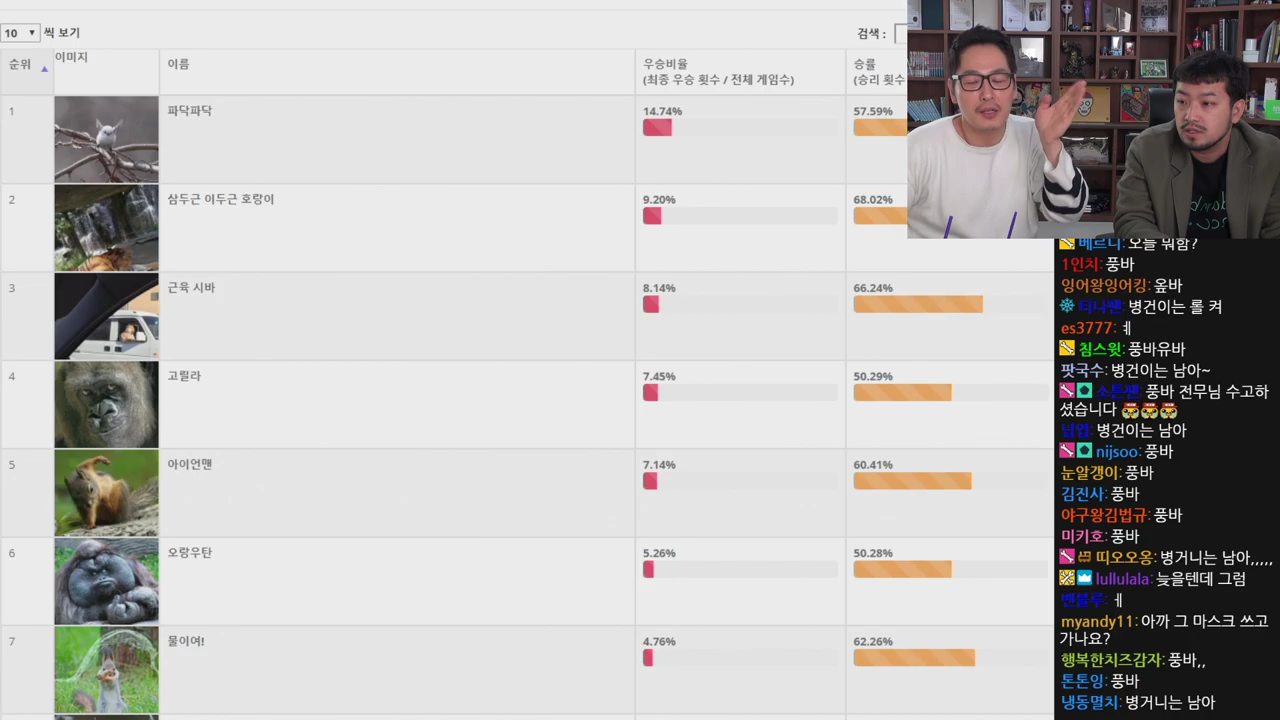 10 ▼ 씩 보기
검색 :
순위 ▲
이미지
이름
우승비율
(최종 우승 횟수 / 전체 게임수)
승률
(승리 횟수
1
파닥파닥
14.74%
57.59%
2
삼두근 이두근 호랑이
9.20%
68.02%
3
근육 시바
8.14%
66.24%
4
고릴라
7.45%
50.29%
5
아이언맨
7.14%
60.41%
6
오랑우탄
5.26%
50.28%
7
물이여!
4.76%
62.26%
베르디: 오늘 뭐함?
1인치: 풍바
잉어왕잉어킹: 옾바
병건이는 롤 켜
es3777: ㅖ
침스윗: 풍바유바
팟국수: 병건이는 남아~
풍바 전무님 수고하
셨습니다
병건이는 남아
nijsoo: 풍바
눈알갱이: 풍바
김진사: 풍바
야구왕김법규: 풍바
미키호: 풍바
띠오오옹: 병거니는 남아,,,,,
lullulala: 늦을텐데 그럼
밴블루: ㅔ
myandy11: 아까 그 마스크 쓰고
가나요?
행복한치즈감자: 풍바,,
톤톤잉: 풍바
냉동멸치: 병거니는 남아